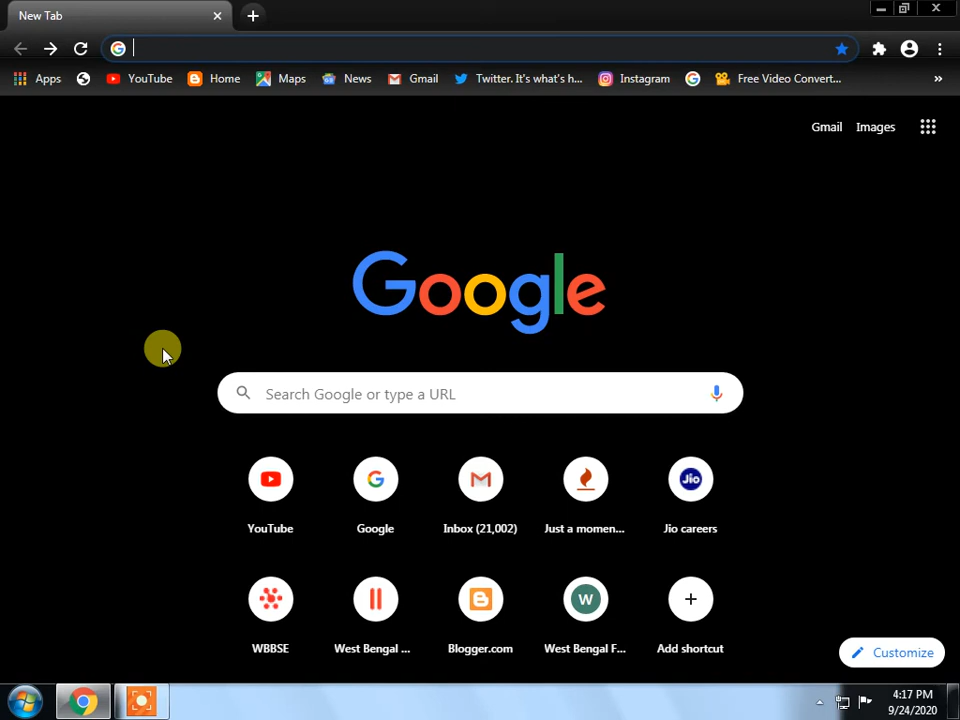 New Tab
Apps YouTube Home Maps News Gmail Twitter. It's what's h... Instagram Free Video Convert... »
Gmail Images
Google
Search Google or type a URL
Jio
YouTube Google Inbox (21,002) Just a momen... Jio careers
W
WBBSE West Bengal ... Blogger.com West Bengal F... Add shortcut
Customize
4:17 PM
9/24/2020